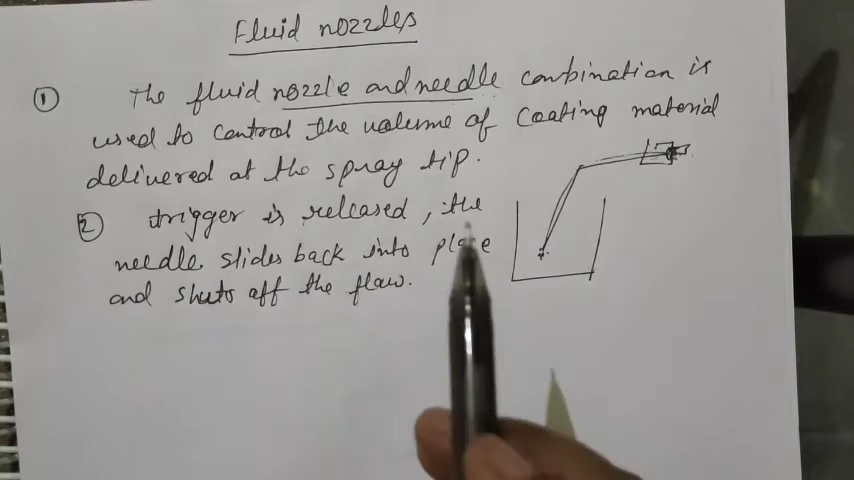 Fluid nozzles
① The fluid nozzle and needle combination is
used to control the volume of coating material
delivered at the spray tip.
② trigger is released, the
needle slides back into place
and shuts off the flow.